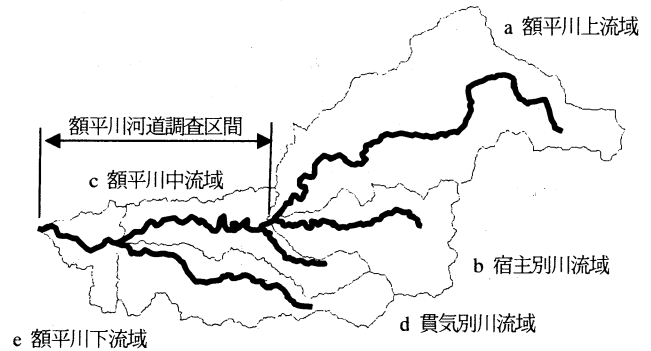 a 額平川上流域
額平川河道調査区間
c 額平川中流域
b 宿主別川流域
d 貫気別川流域
e 額平川下流域